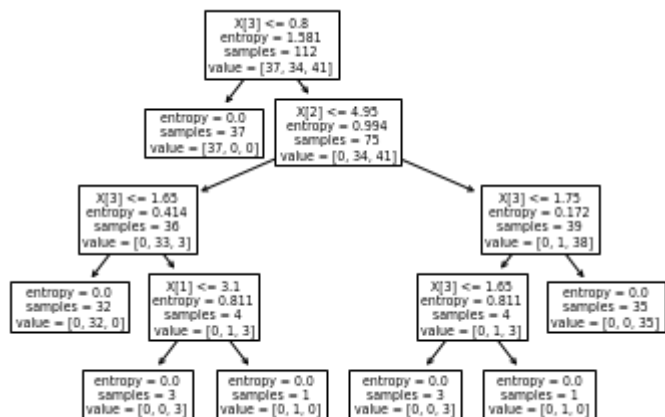 X[3] <= 0.8
entropy = 1.581
samples = 112
value = [37, 34, 41]
entropy = 0.0
samples = 37
value = [37, 0, 0]
X[2] <= 4.95
entropy = 0.994
samples = 75
value = [0, 34, 41]
X[3] <= 1.65
entropy = 0.414
samples = 36
value = [0, 33, 3]
X[3] <= 1.75
entropy = 0.172
samples = 39
value = [0, 1, 38]
entropy = 0.0
samples = 32
value = [0, 32, 0]
X[1] <= 3.1
entropy = 0.811
samples = 4
value = [0, 1, 3]
X[3] <= 1.65
entropy = 0.811
samples = 4
value = [0, 1, 3]
entropy = 0.0
samples = 35
value = [0, 0, 35]
entropy = 0.0
samples = 3
value = [0, 0, 3]
entropy = 0.0
samples = 1
value = [0, 1, 0]
entropy = 0.0
samples = 3
value = [0, 0, 3]
entropy = 0.0
samples = 1
value = [0, 1, 0]